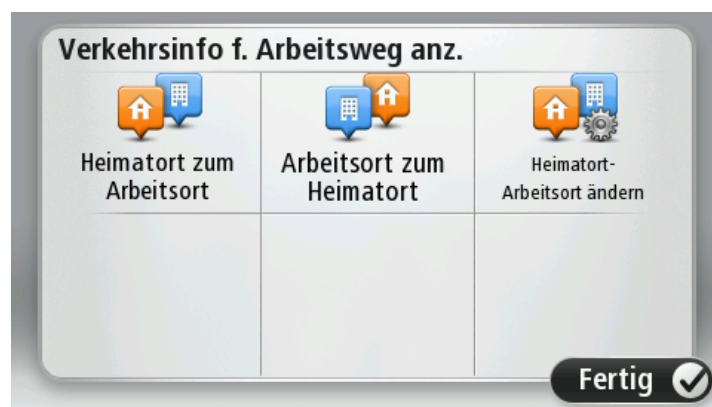 Verkehrsinfo f. Arbeitsweg anz.
Heimatort zum
Arbeitsort
Arbeitsort zum
Heimatort
Heimatort-
Arbeitsort ändern
Fertig